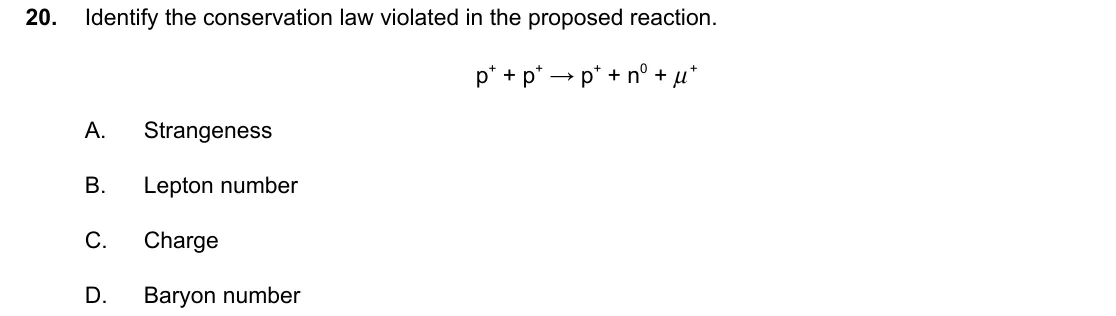 20. Identify the conservation law violated in the proposed reaction.
p⁺ + p⁺ → p⁺ + n⁰ + μ⁺
A. Strangeness
B. Lepton number
C. Charge
D. Baryon number